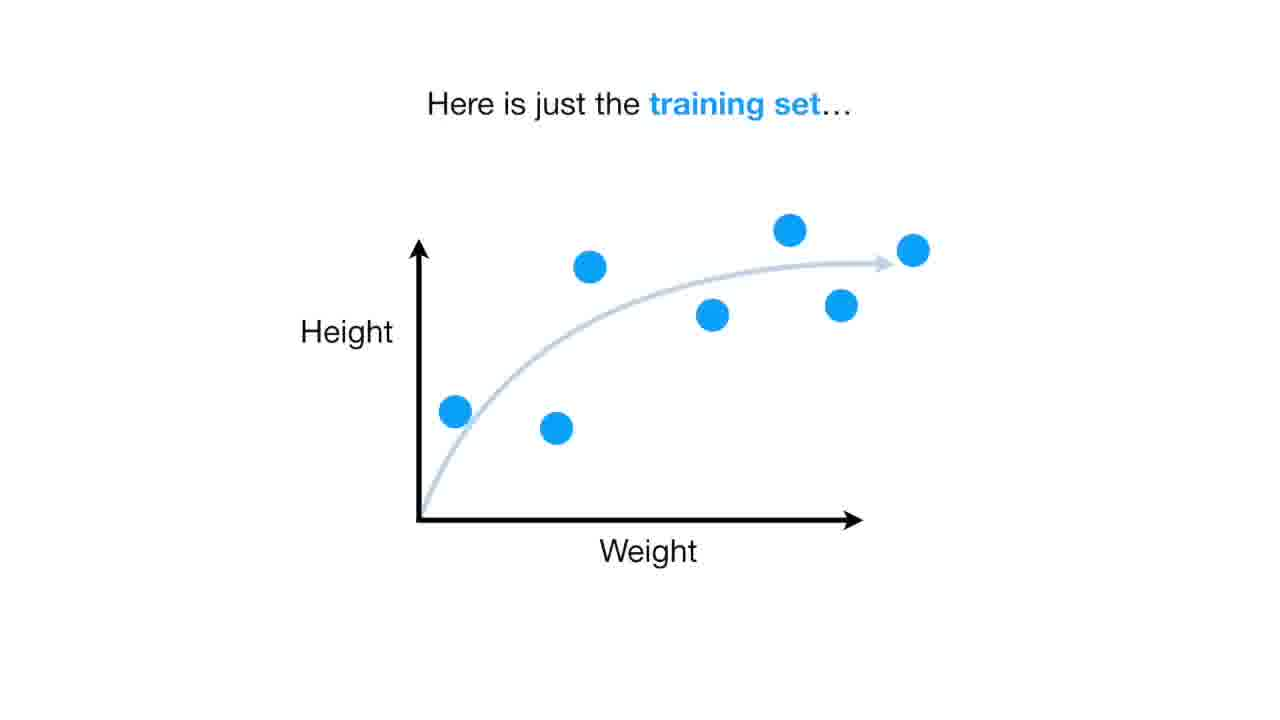 Here is just the training set…
Height
Weight